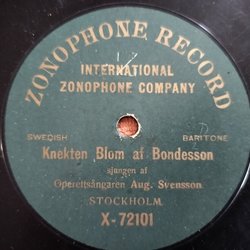 ZONOPHONE RECORD
INTERNATIONAL
ZONOPHONE COMPANY
SWEDISH BARITONE
Knekten Blom af Bondesson
sjungen af
Operettsångaren Aug. Svensson
STOCKHOLM
X-72101